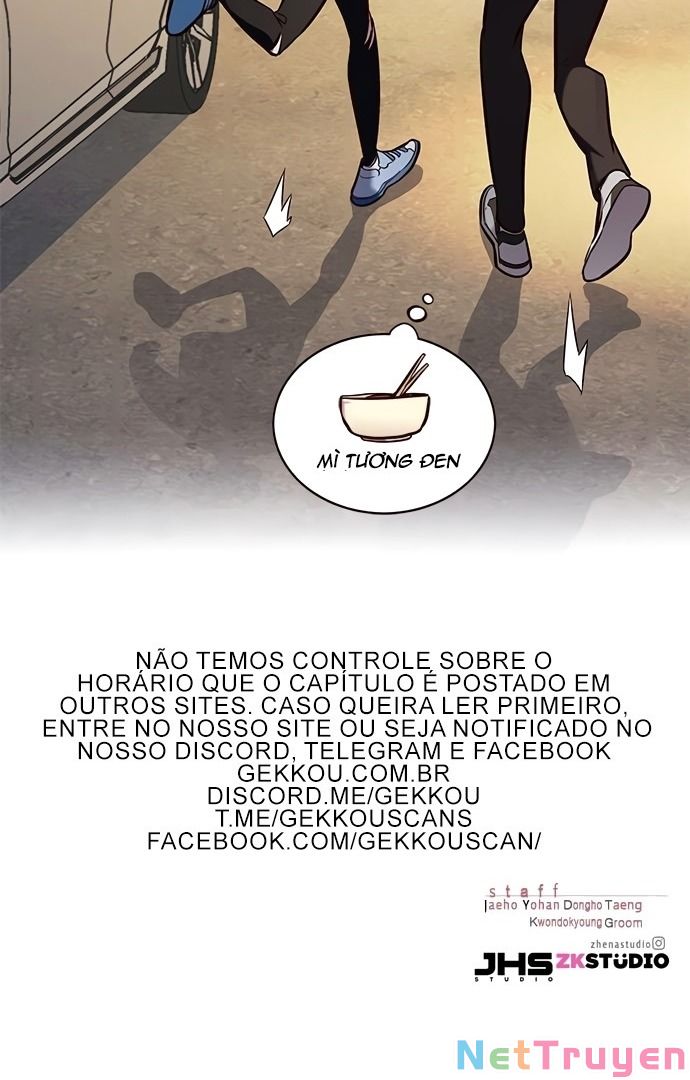 MÌ TƯƠNG ĐEN
NÃO TEMOS CONTROLE SOBRE O
HORÁRIO QUE O CAPÍTULO É POSTADO EM
OUTROS SITES. CASO QUEIRA LER PRIMEIRO,
ENTRE NO NOSSO SITE OU SEJA NOTIFICADO NO
NOSSO DISCORD, TELEGRAM E FACEBOOK
GEKKOU.COM.BR
DISCORD.ME/GEKKOU
T.ME/GEKKOUSCANS
FACEBOOK.COM/GEKKOUSCAN/
staff
Jaeho Yohan Dongho Taeng
Kwondokyoung Groom
zhenastudio
JHS STUDIO ZKSTUDIO
NetTruyen